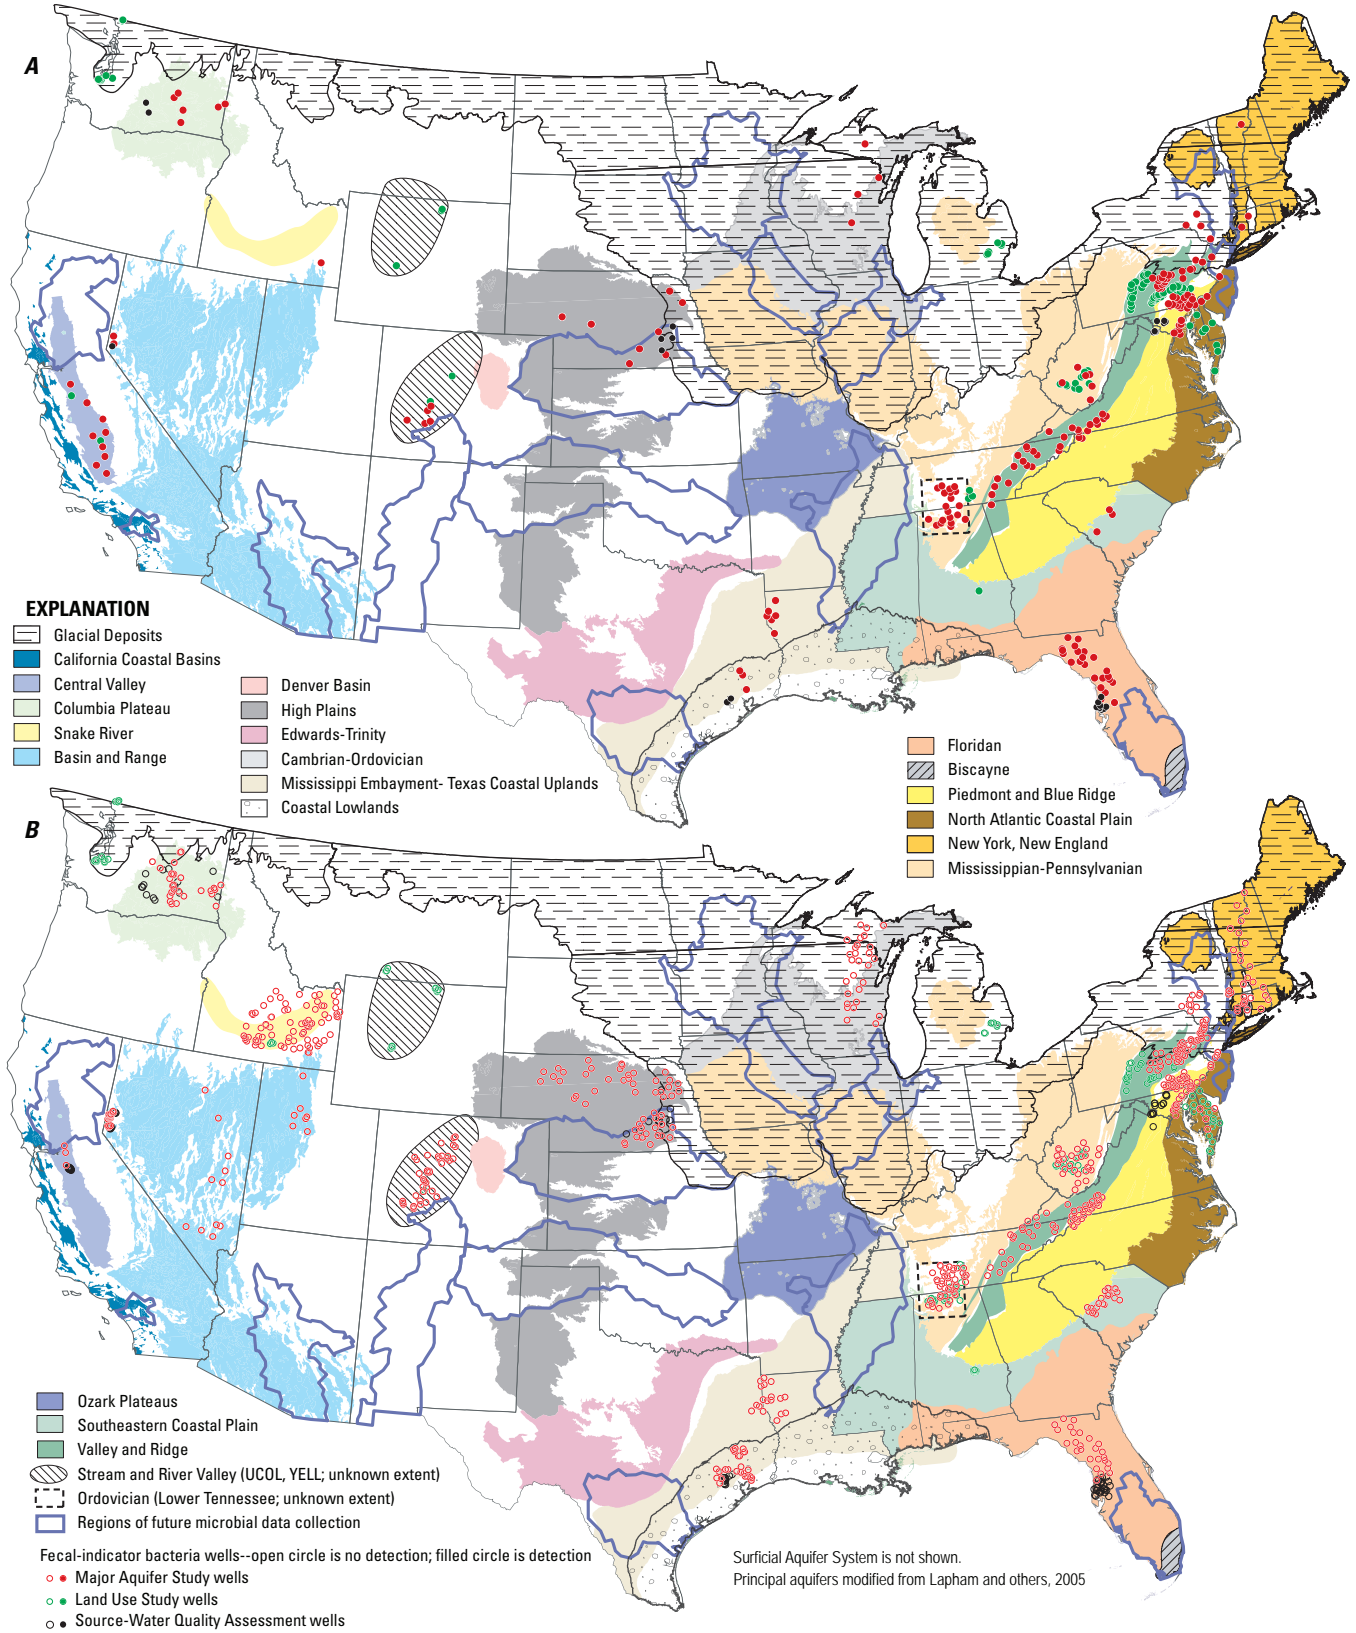 A
EXPLANATION
Glacial Deposits
California Coastal Basins
Central Valley
Columbia Plateau
Snake River
Basin and Range
Denver Basin
High Plains
Edwards-Trinity
Cambrian-Ordovician
Mississippi Embayment- Texas Coastal Uplands
Coastal Lowlands
Floridan
Biscayne
Piedmont and Blue Ridge
North Atlantic Coastal Plain
New York, New England
Mississippian-Pennsylvanian
B
Ozark Plateaus
Southeastern Coastal Plain
Valley and Ridge
Stream and River Valley (UCOL, YELL; unknown extent)
Ordovician (Lower Tennessee; unknown extent)
Regions of future microbial data collection
Fecal-indicator bacteria wells--open circle is no detection; filled circle is detection
Major Aquifer Study wells
Land Use Study wells
Source-Water Quality Assessment wells
Surficial Aquifer System is not shown.
Principal aquifers modified from Lapham and others, 2005